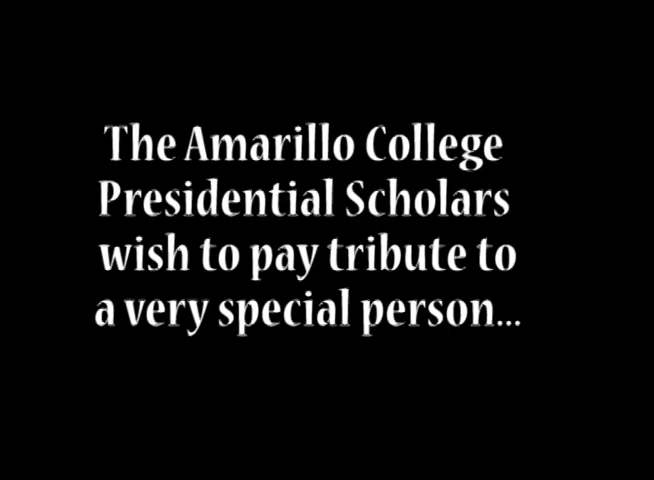 The Amarillo College
Presidential Scholars
wish to pay tribute to
a very special person...